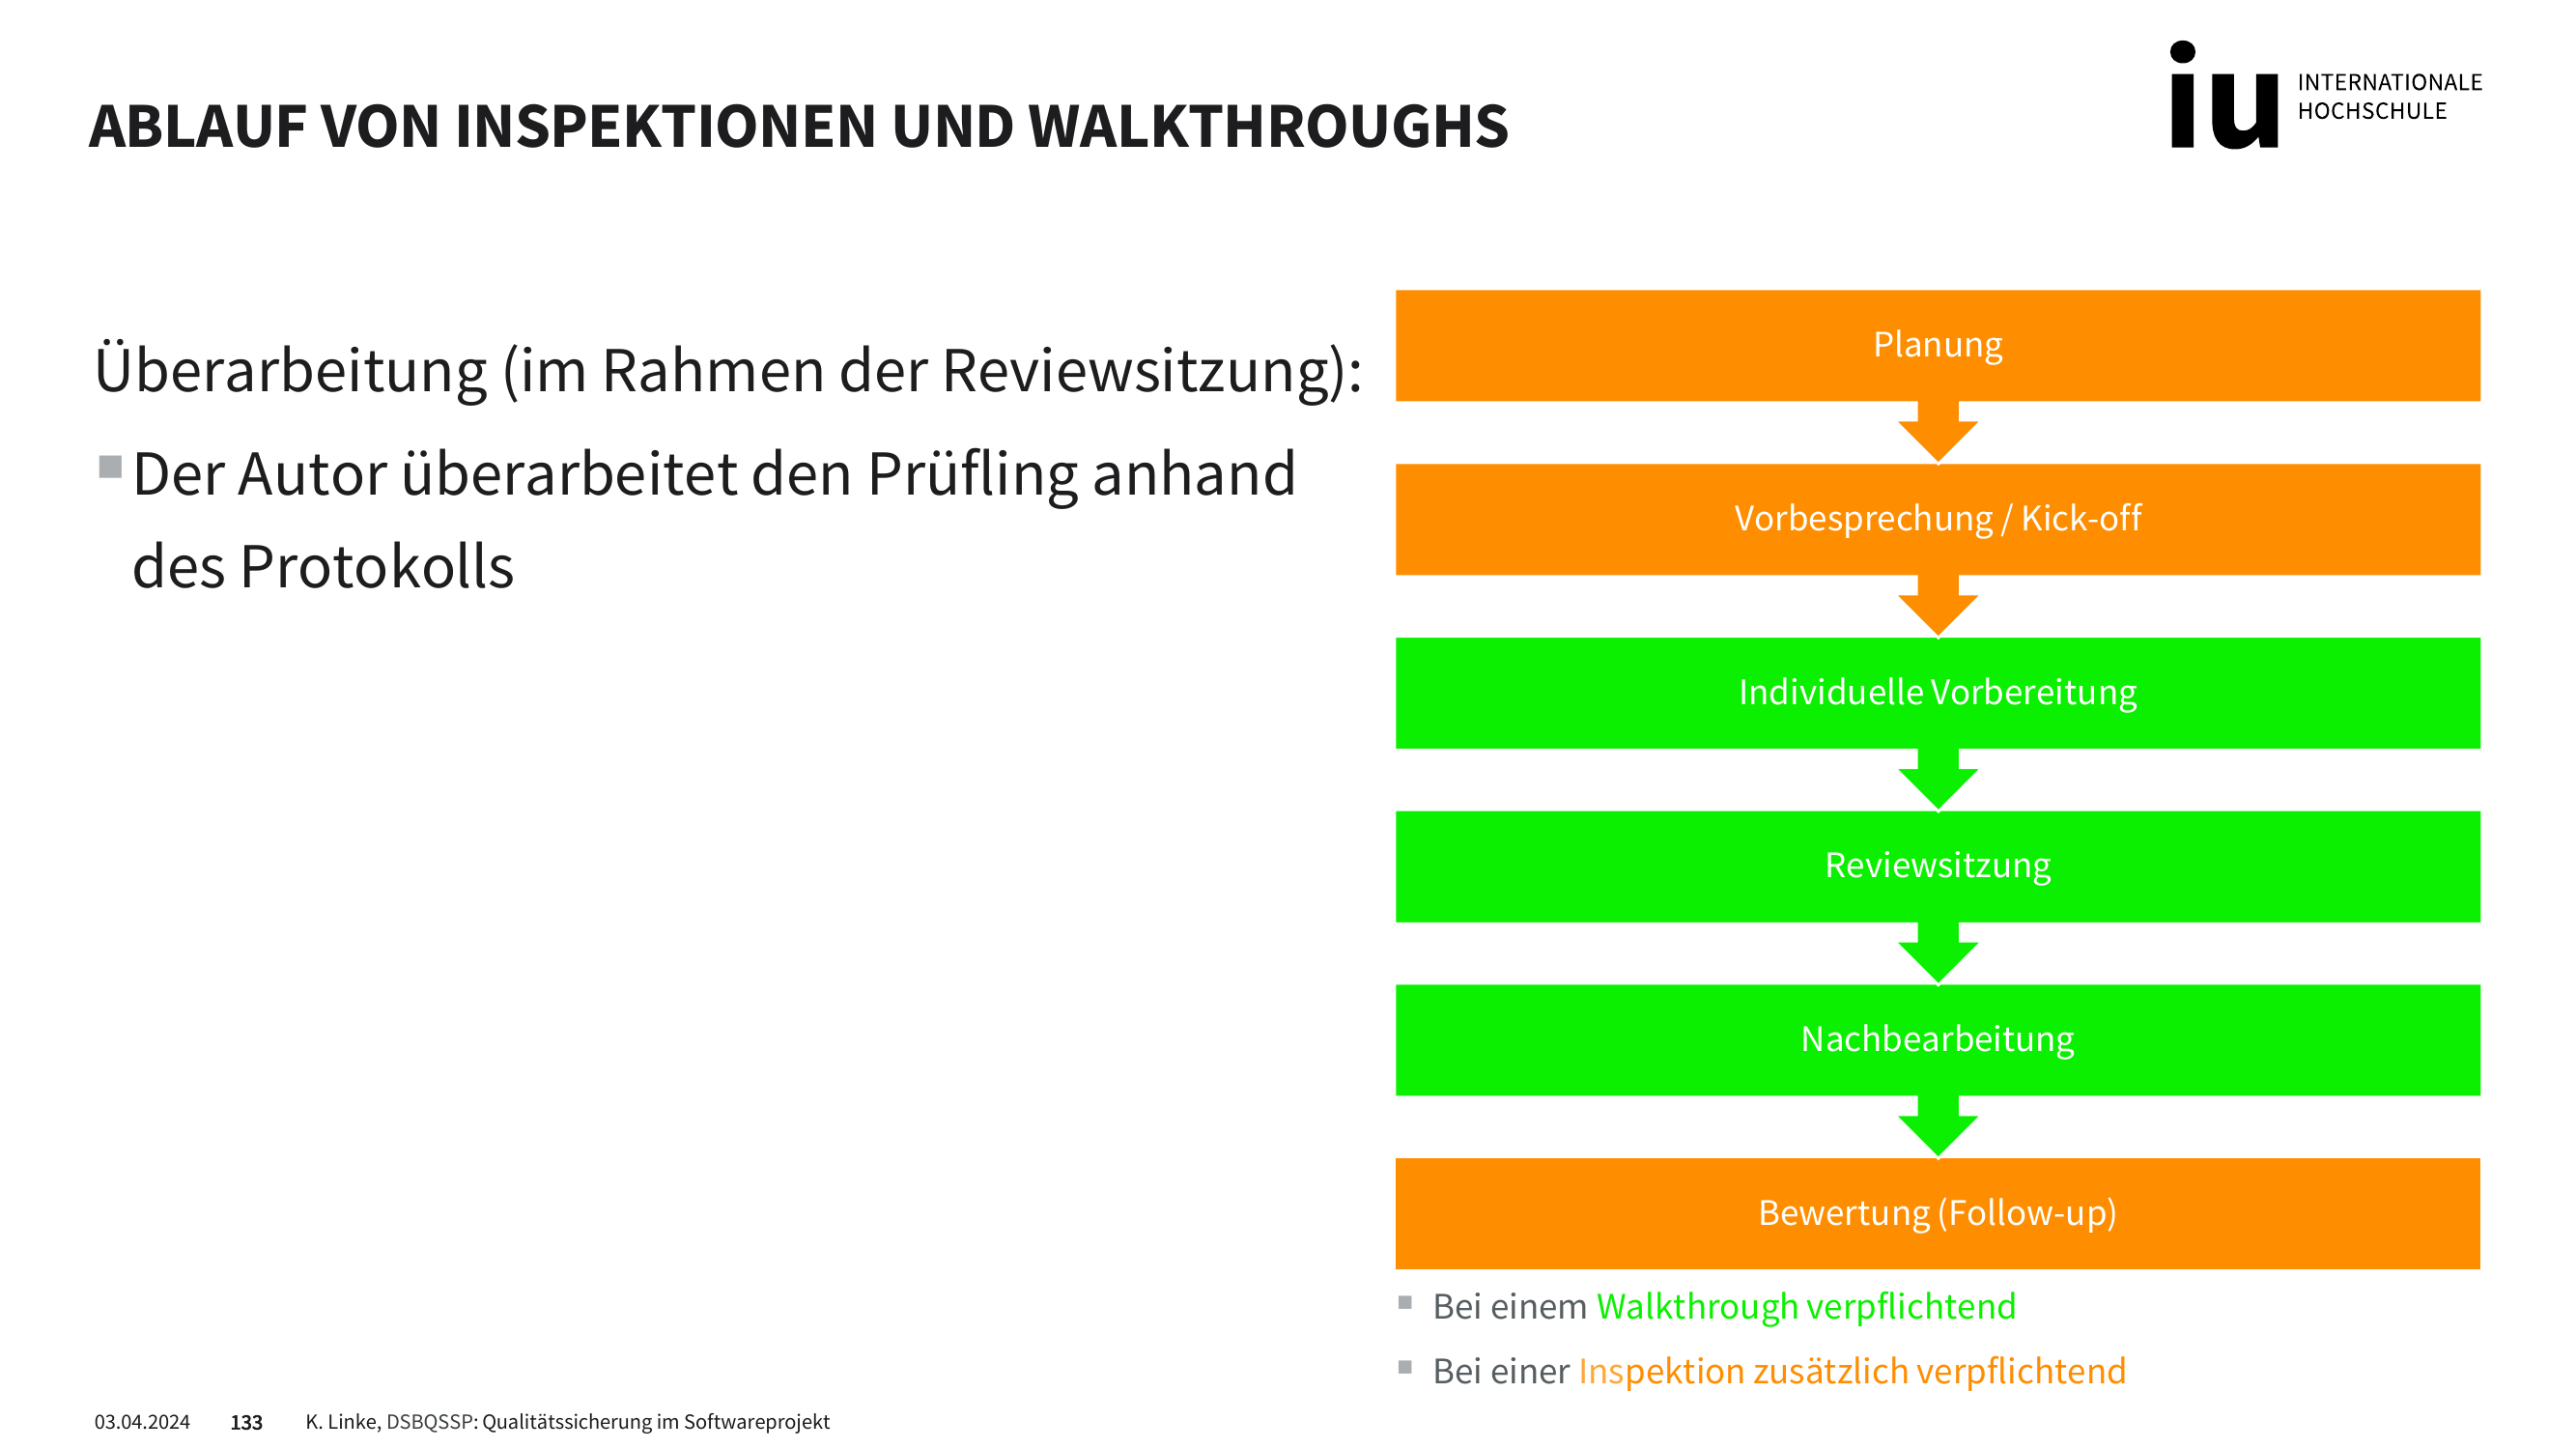 ABLAUF VON INSPEKTIONEN UND WALKTHROUGHS
iu INTERNATIONALE
HOCHSCHULE
Überarbeitung (im Rahmen der Reviewsitzung):
Der Autor überarbeitet den Prüfling anhand
des Protokolls
Planung
Vorbesprechung / Kick-off
Individuelle Vorbereitung
Reviewsitzung
Nachbearbeitung
Bewertung (Follow-up)
Bei einem Walkthrough verpflichtend
Bei einer Inspektion zusätzlich verpflichtend
03.04.2024 133 K. Linke, DSBQSSP: Qualitätssicherung im Softwareprojekt